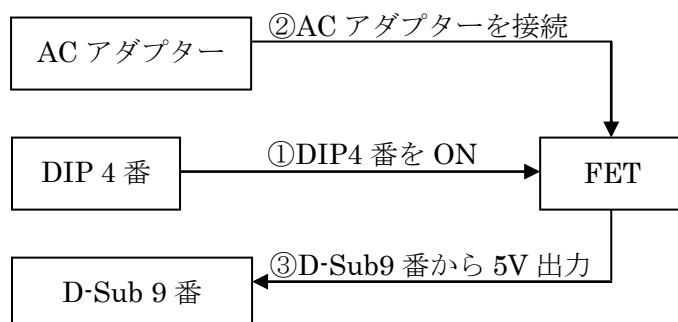 ②AC アダプターを接続
AC アダプター
①DIP4 番を ON
DIP 4 番
FET
③D-Sub9 番から 5V 出力
D-Sub 9 番